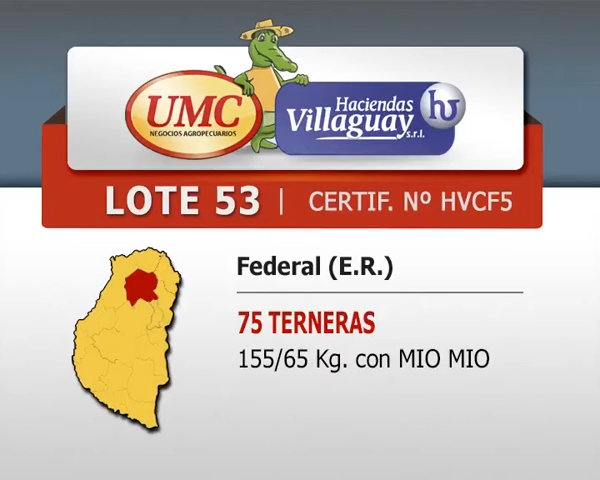 UMC
NEGOCIOS AGROPECUARIOS
Haciendas
Villaguay
s.r.l.
hv
LOTE 53 | CERTIF. Nº HVCF5
Federal (E.R.)
75 TERNERAS
155/65 Kg. con MIO MIO